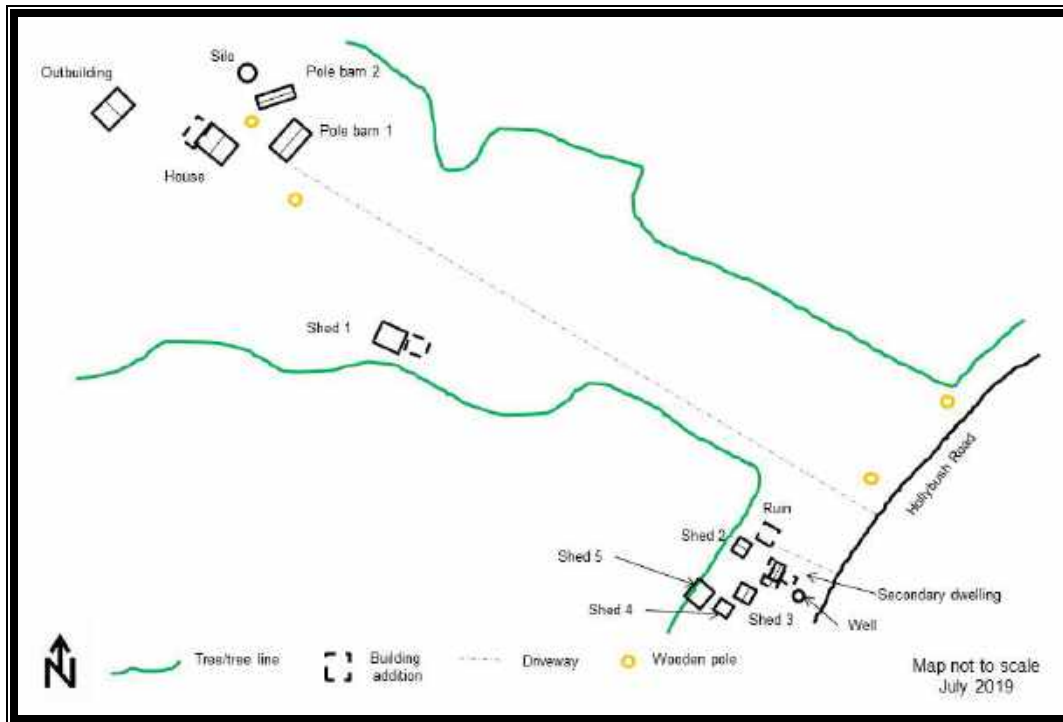 Silo
Outbuilding
Pole barn 2
Pole barn 1
House
Shed 1
Hollybush Road
Ruin
Shed 2
Shed 5
Secondary dwelling
Shed 4
Shed 3
Well
N
Tree/tree line
Building
addition
Driveway
Wooden pole
Map not to scale
July 2019